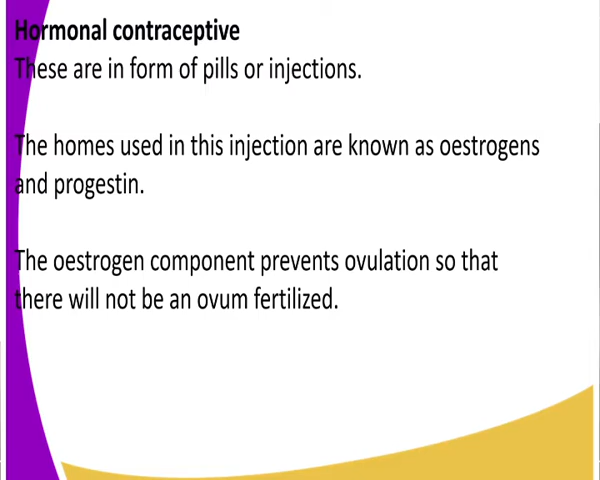 Hormonal contraceptive
These are in form of pills or injections.
The homes used in this injection are known as oestrogens
and progestin.
The oestrogen component prevents ovulation so that
there will not be an ovum fertilized.